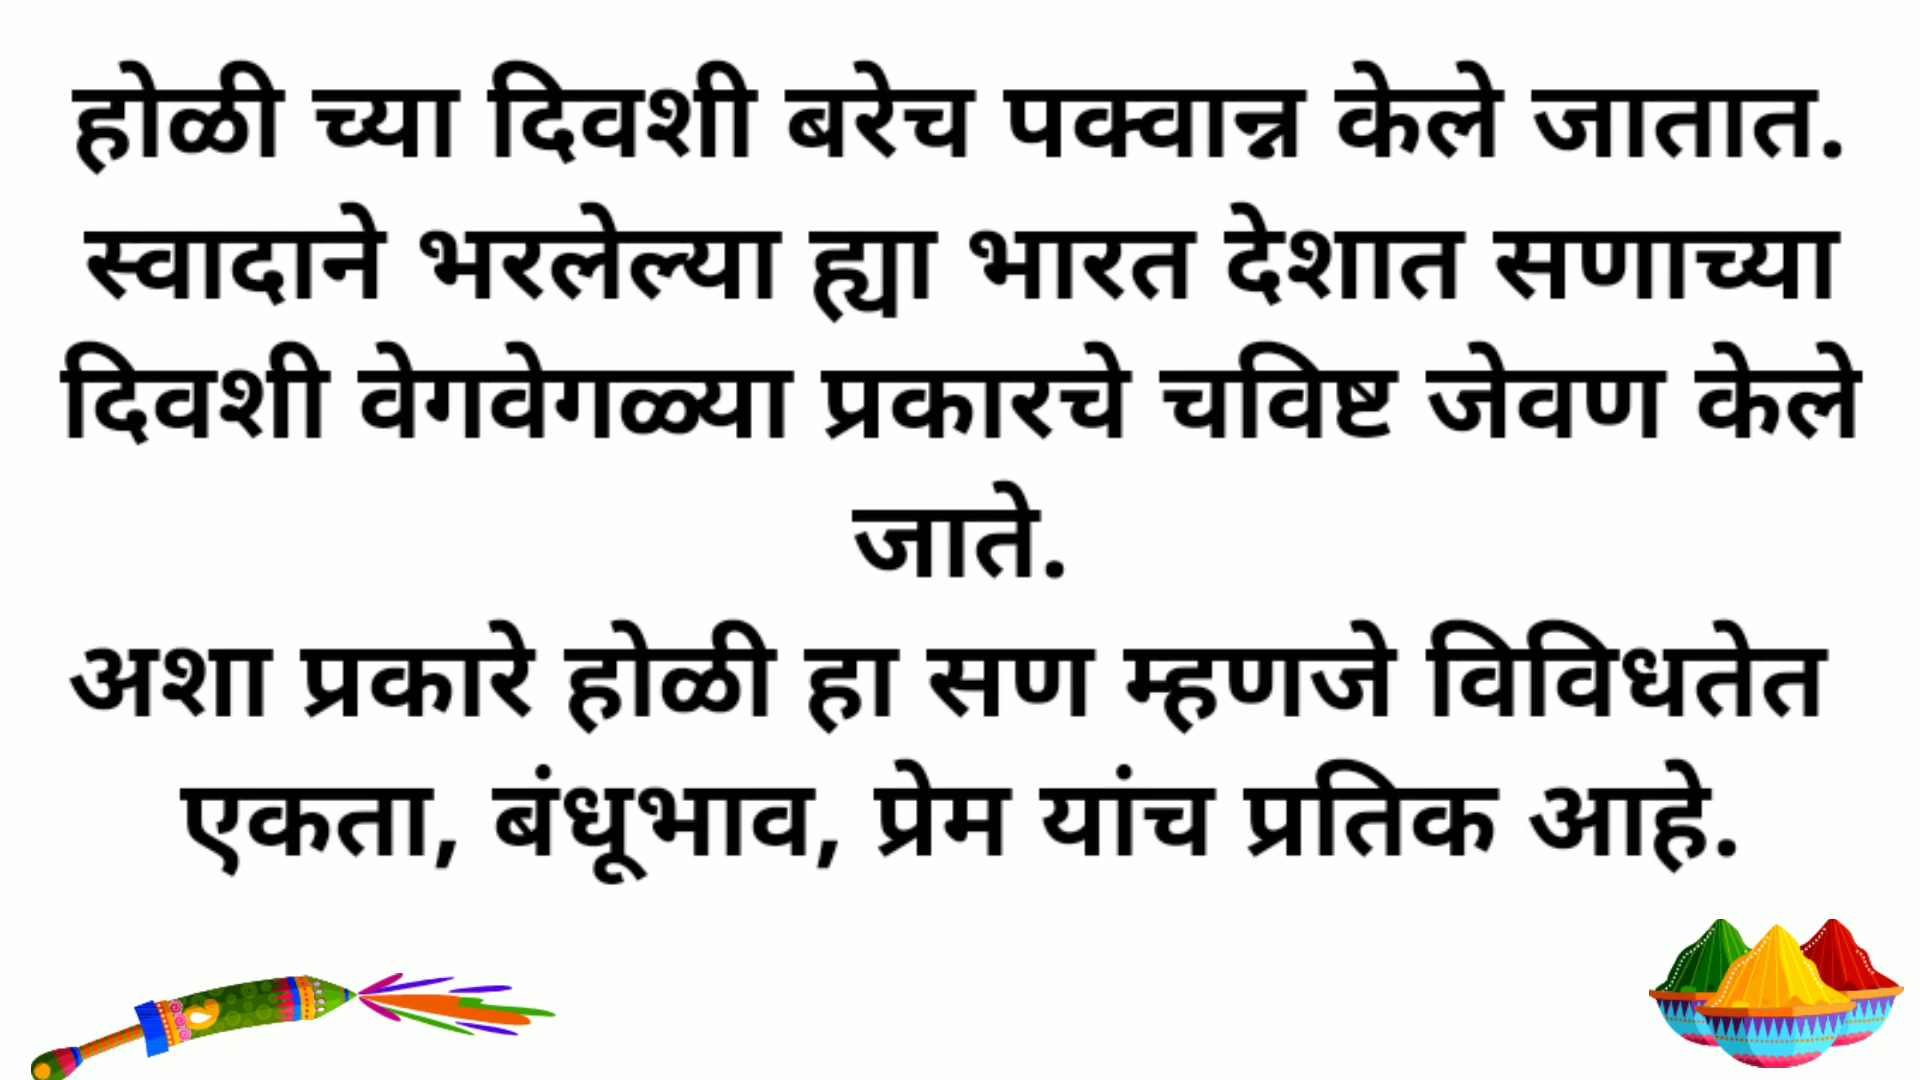 होळी च्या दिवशी बरेच पक्वान्न केले जातात.
स्वादाने भरलेल्या ह्या भारत देशात सणाच्या
दिवशी वेगवेगळ्या प्रकारचे चविष्ट जेवण केले
जाते.
अशा प्रकारे होळी हा सण म्हणजे विविधतेत
एकता, बंधूभाव, प्रेम यांच प्रतिक आहे.